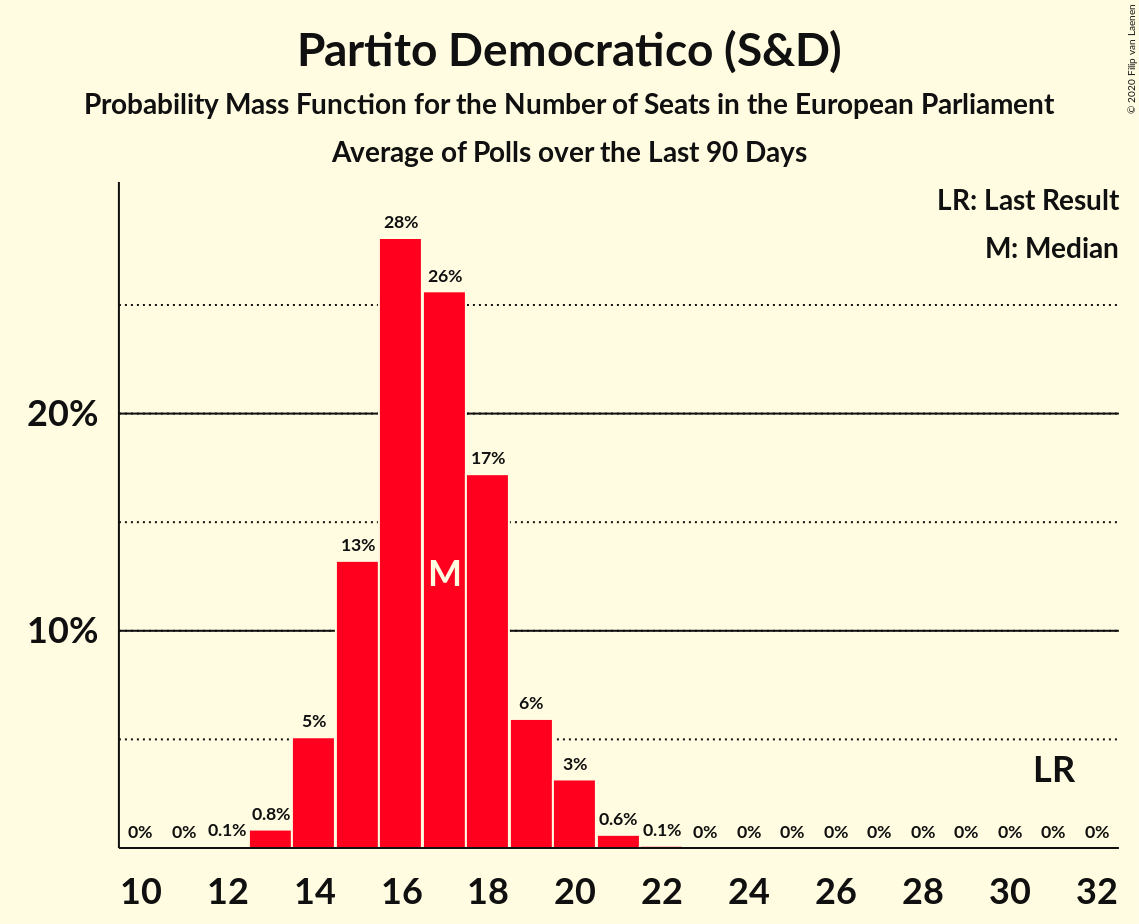 Partito Democratico (S&D)
Probability Mass Function for the Number of Seats in the European Parliament
Average of Polls over the Last 90 Days
© 2020 Filip van Laenen
LR: Last Result
M: Median
28%
26%
20%
17%
13%
M
10%
6%
5%
3%
LR
0% 0% 0.1% 0.8% 0.6% 0.1% 0% 0% 0% 0% 0% 0% 0% 0% 0% 0%
10 12 14 16 18 20 22 24 26 28 30 32